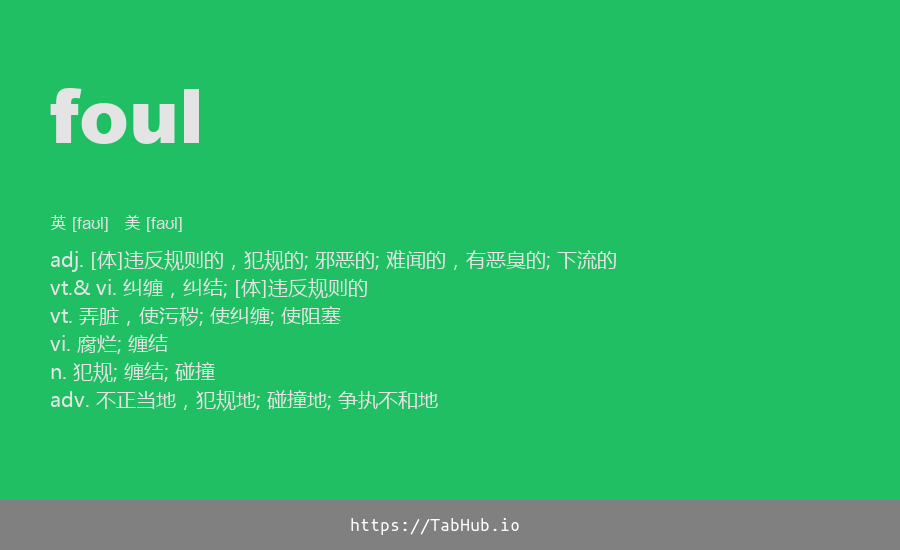 foul
英 [faʊl] 美 [faʊl]
adj. [体]违反规则的，犯规的; 邪恶的; 难闻的，有恶臭的; 下流的
vt.& vi. 纠缠，纠结; [体]违反规则的
vt. 弄脏，使污秽; 使纠缠; 使阻塞
vi. 腐烂; 缠结
n. 犯规; 缠结; 碰撞
adv. 不正当地，犯规地; 碰撞地; 争执不和地
https://TabHub.io